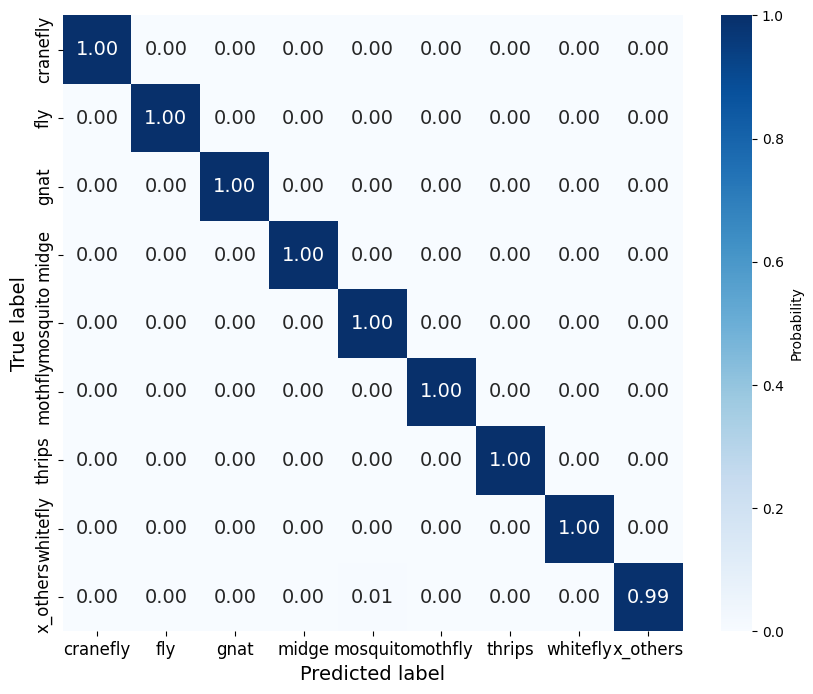 cranefly 1.00 0.00 0.00 0.00 0.00 0.00 0.00 0.00 0.00
fly 0.00 1.00 0.00 0.00 0.00 0.00 0.00 0.00 0.00
gnat 0.00 0.00 1.00 0.00 0.00 0.00 0.00 0.00 0.00
midge 0.00 0.00 0.00 1.00 0.00 0.00 0.00 0.00 0.00
mosquito 0.00 0.00 0.00 0.00 1.00 0.00 0.00 0.00 0.00
mothfly 0.00 0.00 0.00 0.00 0.00 1.00 0.00 0.00 0.00
thrips 0.00 0.00 0.00 0.00 0.00 0.00 1.00 0.00 0.00
whitefly 0.00 0.00 0.00 0.00 0.00 0.00 0.00 1.00 0.00
x_others 0.00 0.00 0.00 0.00 0.01 0.00 0.00 0.00 0.99
cranefly fly gnat midge mosquito mothfly thrips whitefly x_others
Predicted label
True label
1.0
0.8
0.6
0.4
0.2
0.0
Probability